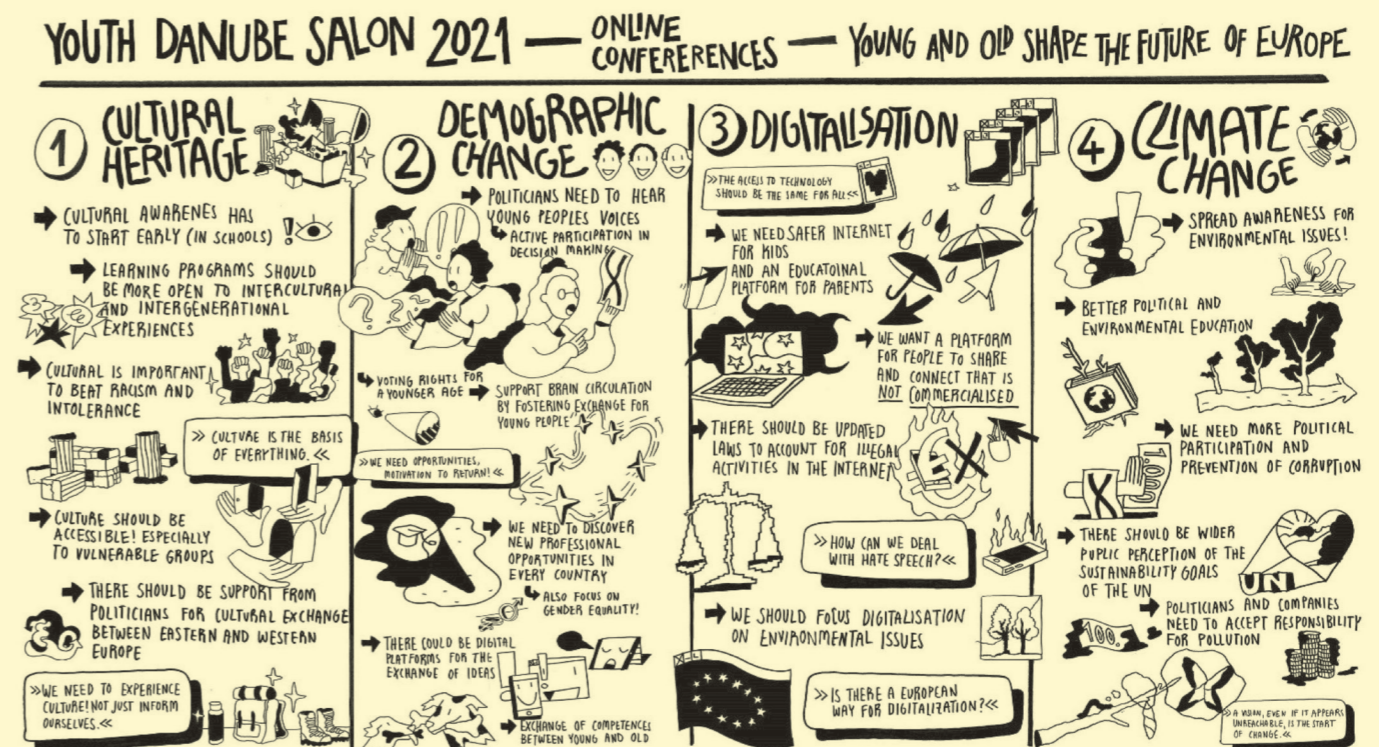 YOUTH DANUBE SALON 2021 — ONLINE CONFERERENCES — YOUNG AND OLD SHAPE THE FUTURE OF EUROPE
1 CULTURAL
HERITAGE
CULTURAL AWARENES HAS
TO START EARLY (IN SCHOOLS) !
LEARNING PROGRAMS SHOULD
BE MORE OPEN TO INTERCULTURAL
AND INTERGENERATIONAL
EXPERIENCES
CULTURAL IS IMPORTANT
TO BEAT RACISM AND
INTOLERANCE
»CULTURE IS THE BASIS
OF EVERYTHING.«
CULTURE SHOULD BE
ACCESSIBLE! ESPECIALLY
TO VULNERABLE GROUPS
THERE SHOULD BE SUPPORT FROM
POLITICIANS FOR CULTURAL EXCHANGE
BETWEEN EASTERN AND WESTERN
EUROPE
»WE NEED TO EXPERIENCE
CULTURE! NOT JUST INFORM
OURSELVES.«
2 DEMOGRAPHIC
CHANGE
POLITICIANS NEED TO HEAR
YOUNG PEOPLES VOICES
ACTIVE PARTICIPATION IN
DECISION MAKING
!!
???
X
VOTING RIGHTS FOR
A YOUNGER AGE
SUPPORT BRAIN CIRCULATION
BY FOSTERING EXCHANGE FOR
YOUNG PEOPLE
»WE NEED OPPORTUNITIES,
MOTIVATION TO RETURN!«
WE NEED TO DISCOVER
NEW PROFESSIONAL
OPPORTUNITIES IN
EVERY COUNTRY
ALSO FOCUS ON
GENDER EQUALITY!
THERE COULD BE DIGITAL
PLATFORMS FOR THE
EXCHANGE OF IDEAS
EXCHANGE OF COMPETENCES
BETWEEN YOUNG AND OLD
3 DIGITALISATION
»THE ACCESS TO TECHNOLOGY
SHOULD BE THE SAME FOR ALL!«
WE NEED SAFER INTERNET
FOR KIDS
AND AN EDUCATOINAL
PLATFORM FOR PARENTS
WE WANT A PLATFORM
FOR PEOPLE TO SHARE
AND CONNECT THAT IS
NOT COMMERCIALISED
THERE SHOULD BE UPDATED
LAWS TO ACCOUNT FOR ILLEGAL
ACTIVITIES IN THE INTERNET
»HOW CAN WE DEAL
WITH HATE SPEECH?«
WE SHOULD FOCUS DIGITALISATION
ON ENVIRONMENTAL ISSUES
»IS THERE A EUROPEAN
WAY FOR DIGITALIZATION?«
4 CLIMATE
CHANGE
? !
SPREAD AWARENESS FOR
ENVIRONMENTAL ISSUES!
BETTER POLITICAL AND
ENVIRONMENTAL EDUCATION
WE NEED MORE POLITICAL
PARTICIPATION AND
PREVENTION OF CORRUPTION
X
1.000
THERE SHOULD BE WIDER
PUPLIC PERCEPTION OF THE
SUSTAINABILITY GOALS
OF THE UN
UN
POLITICIANS AND COMPANIES
NEED TO ACCEPT RESPONSIBILITY
FOR POLLUTION
100.
»A VISION, EVEN IF IT APPEARS
UNREACHABLE, IS THE START
OF CHANGE.«